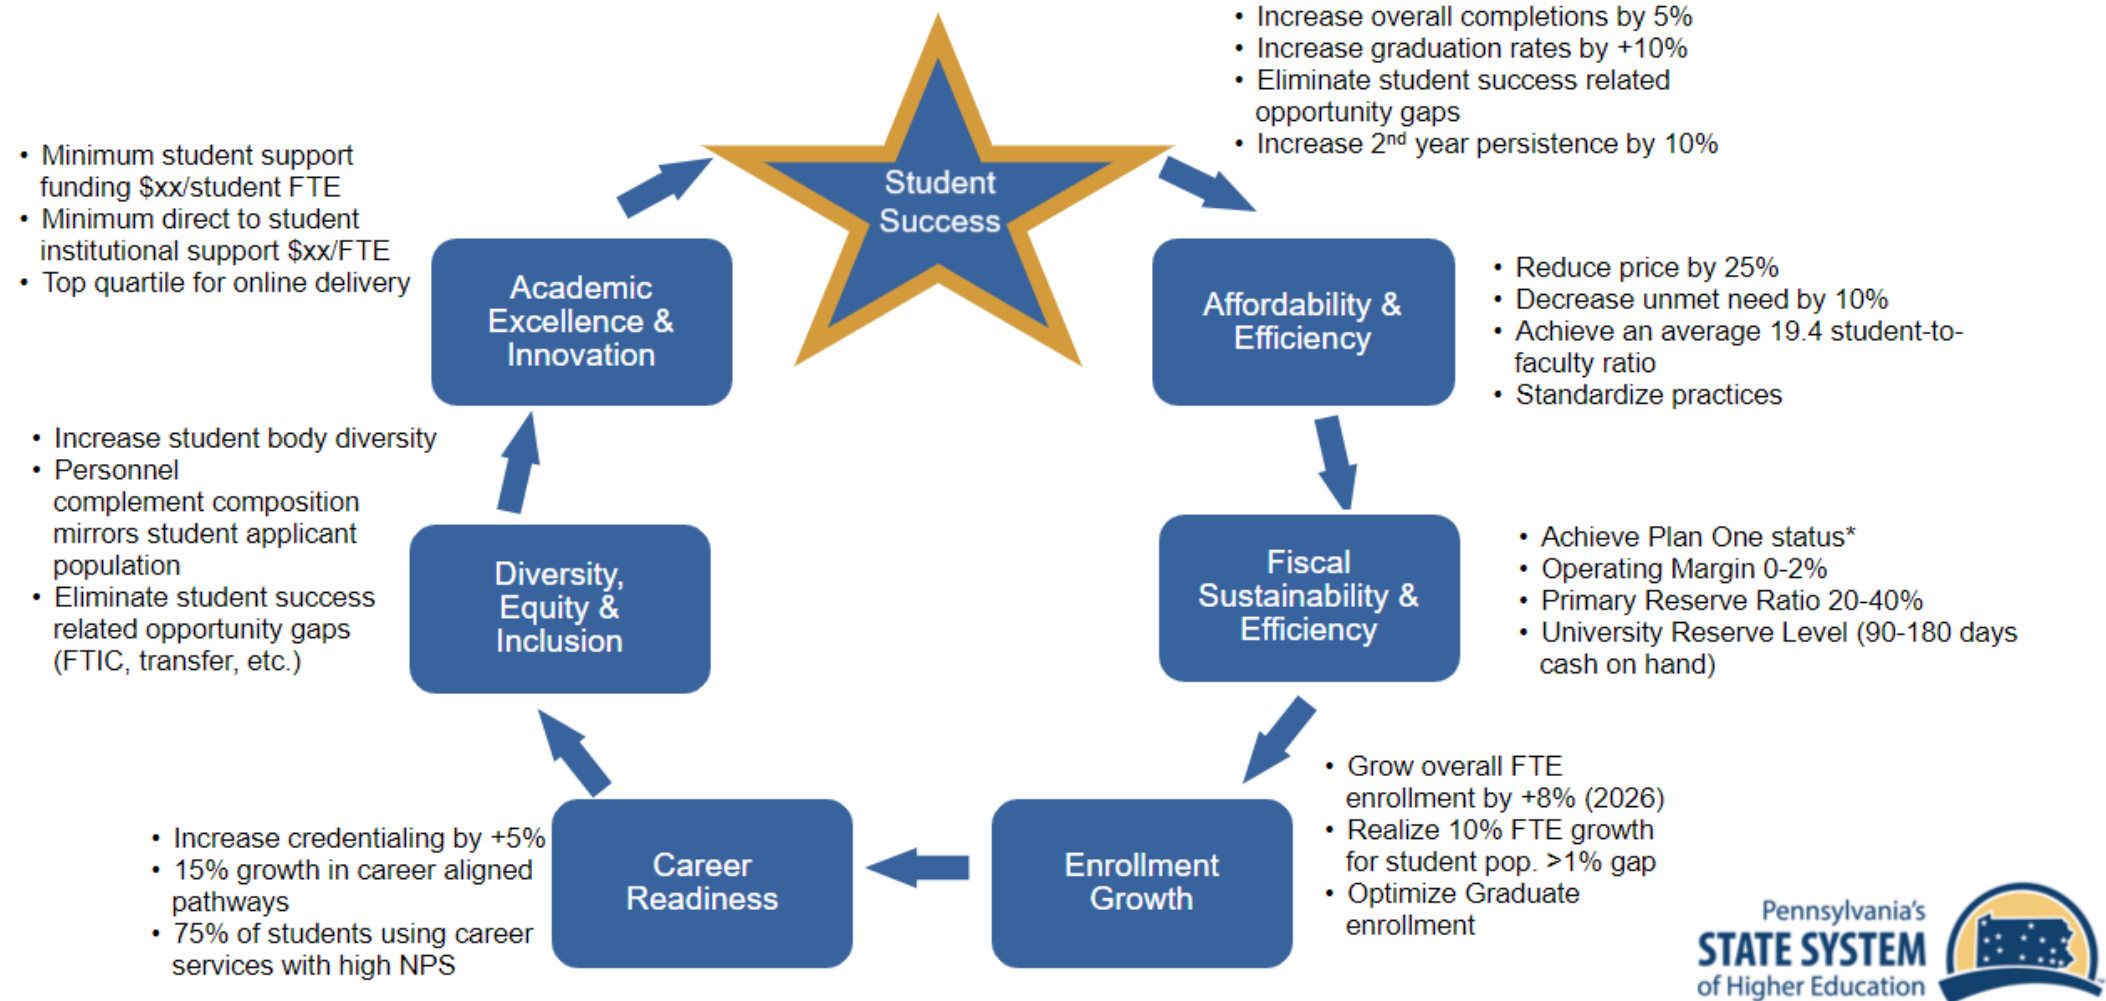 Student
Success
• Increase overall completions by 5%
• Increase graduation rates by +10%
• Eliminate student success related
opportunity gaps
• Increase 2nd year persistence by 10%
Affordability &
Efficiency
• Reduce price by 25%
• Decrease unmet need by 10%
• Achieve an average 19.4 student-to-
faculty ratio
• Standardize practices
Fiscal
Sustainability &
Efficiency
• Achieve Plan One status*
• Operating Margin 0-2%
• Primary Reserve Ratio 20-40%
• University Reserve Level (90-180 days
cash on hand)
Enrollment
Growth
• Grow overall FTE
enrollment by +8% (2026)
• Realize 10% FTE growth
for student pop. >1% gap
• Optimize Graduate
enrollment
Career
Readiness
• Increase credentialing by +5%
• 15% growth in career aligned
pathways
• 75% of students using career
services with high NPS
Diversity,
Equity &
Inclusion
• Increase student body diversity
• Personnel
complement composition
mirrors student applicant
population
• Eliminate student success
related opportunity gaps
(FTIC, transfer, etc.)
Academic
Excellence &
Innovation
• Minimum student support
funding $xx/student FTE
• Minimum direct to student
institutional support $xx/FTE
• Top quartile for online delivery
Pennsylvania's
STATE SYSTEM
of Higher Education